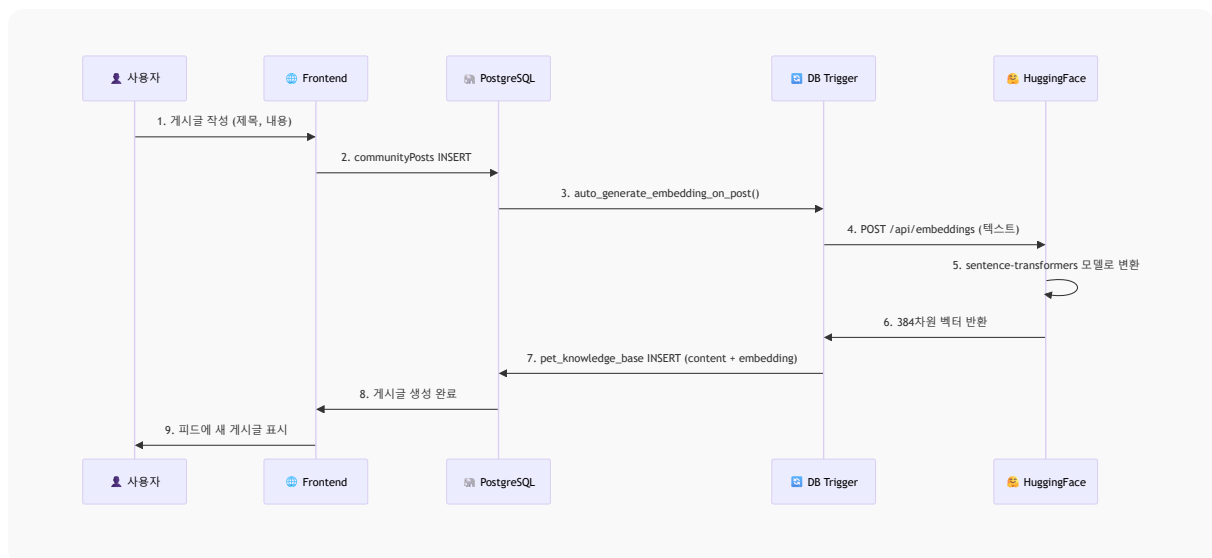 사용자
Frontend
PostgreSQL
DB Trigger
HuggingFace
1. 게시글 작성 (제목, 내용)
2. communityPosts INSERT
3. auto_generate_embedding_on_post()
4. POST /api/embeddings (텍스트)
5. sentence-transformers 모델로 변환
6. 384차원 벡터 반환
7. pet_knowledge_base INSERT (content + embedding)
8. 게시글 생성 완료
9. 피드에 새 게시글 표시
사용자
Frontend
PostgreSQL
DB Trigger
HuggingFace